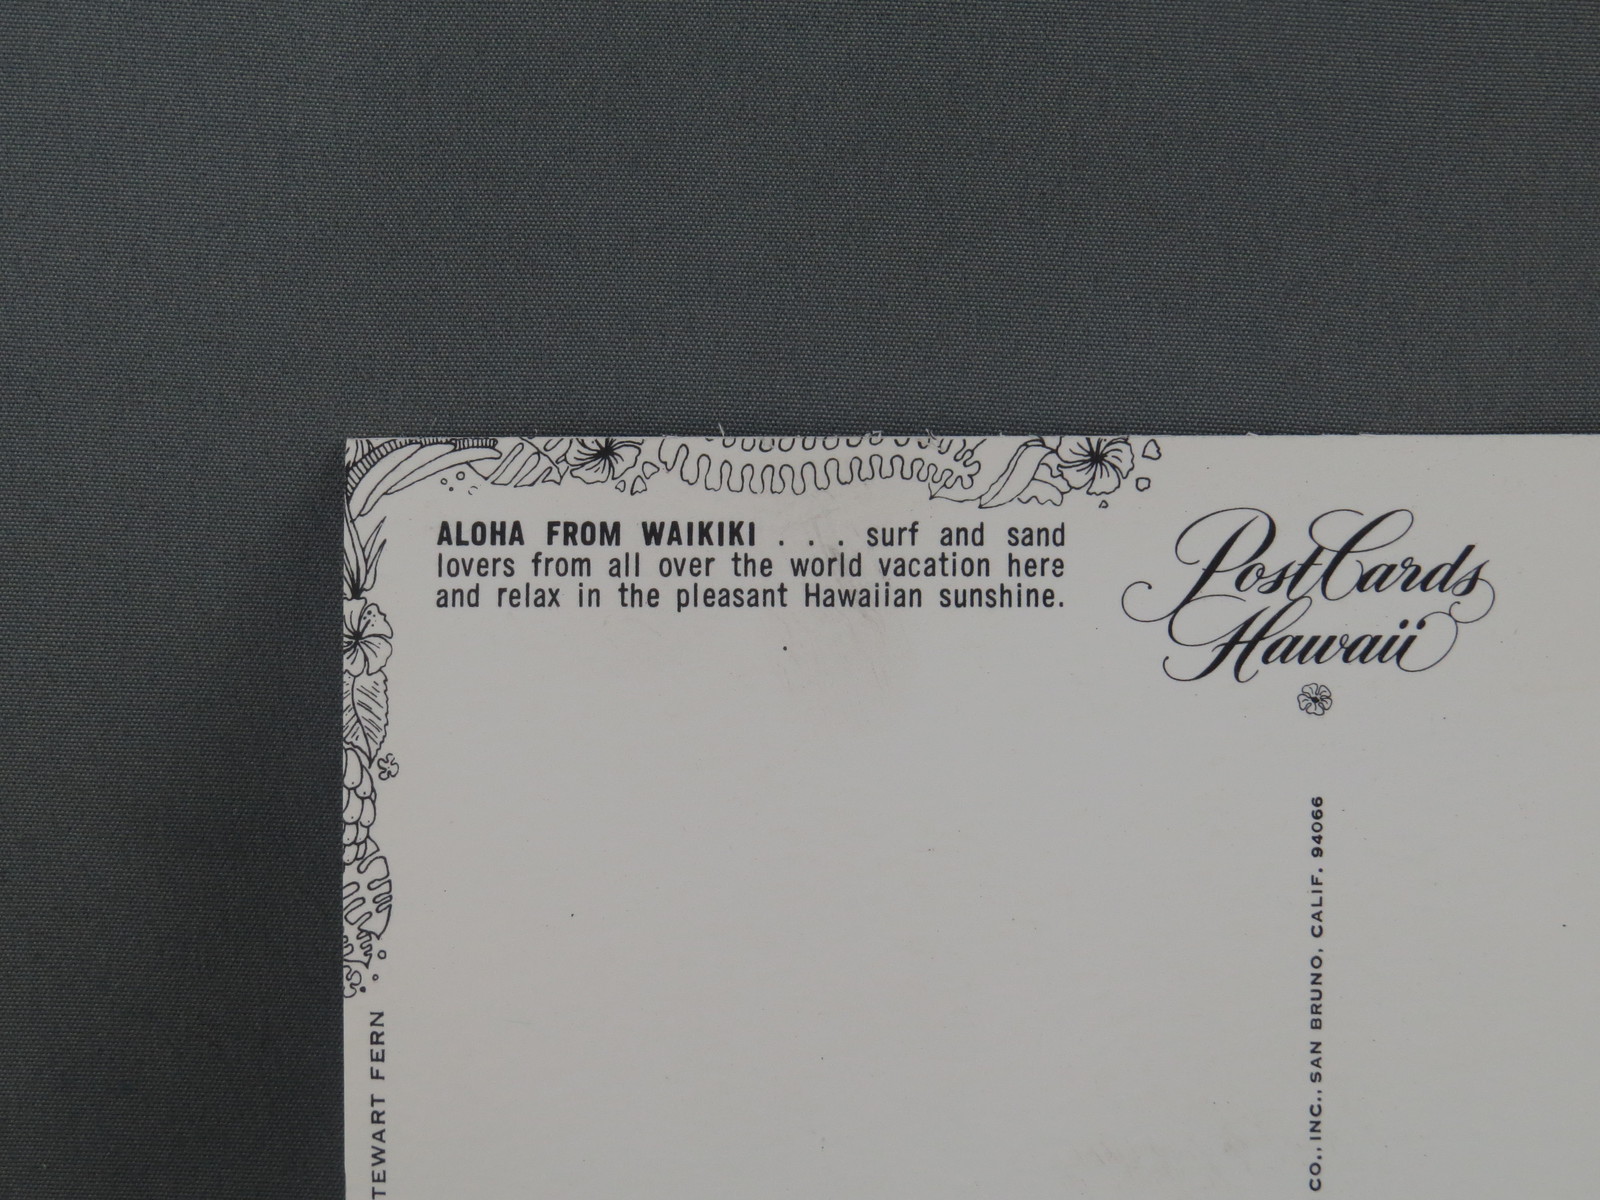 ALOHA FROM WAIKIKI . . . surf and sand
lovers from all over the world vacation here
and relax in the pleasant Hawaiian sunshine.
PostCards
Hawaii
TEWART FERN
CO., INC., SAN BRUNO, CALIF. 94066